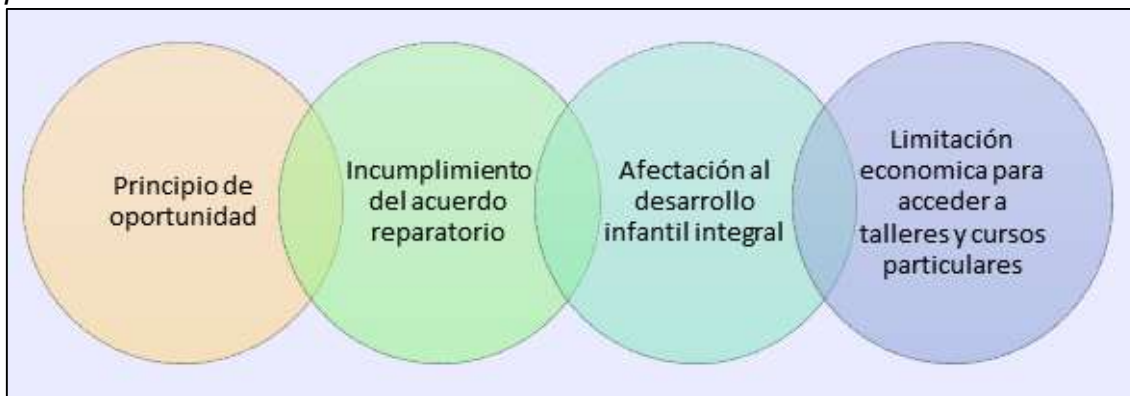 Principio de
oportunidad
Incumplimiento
del acuerdo
reparatorio
Afectación al
desarrollo
infantil integral
Limitación
economica para
acceder a
talleres y cursos
particulares